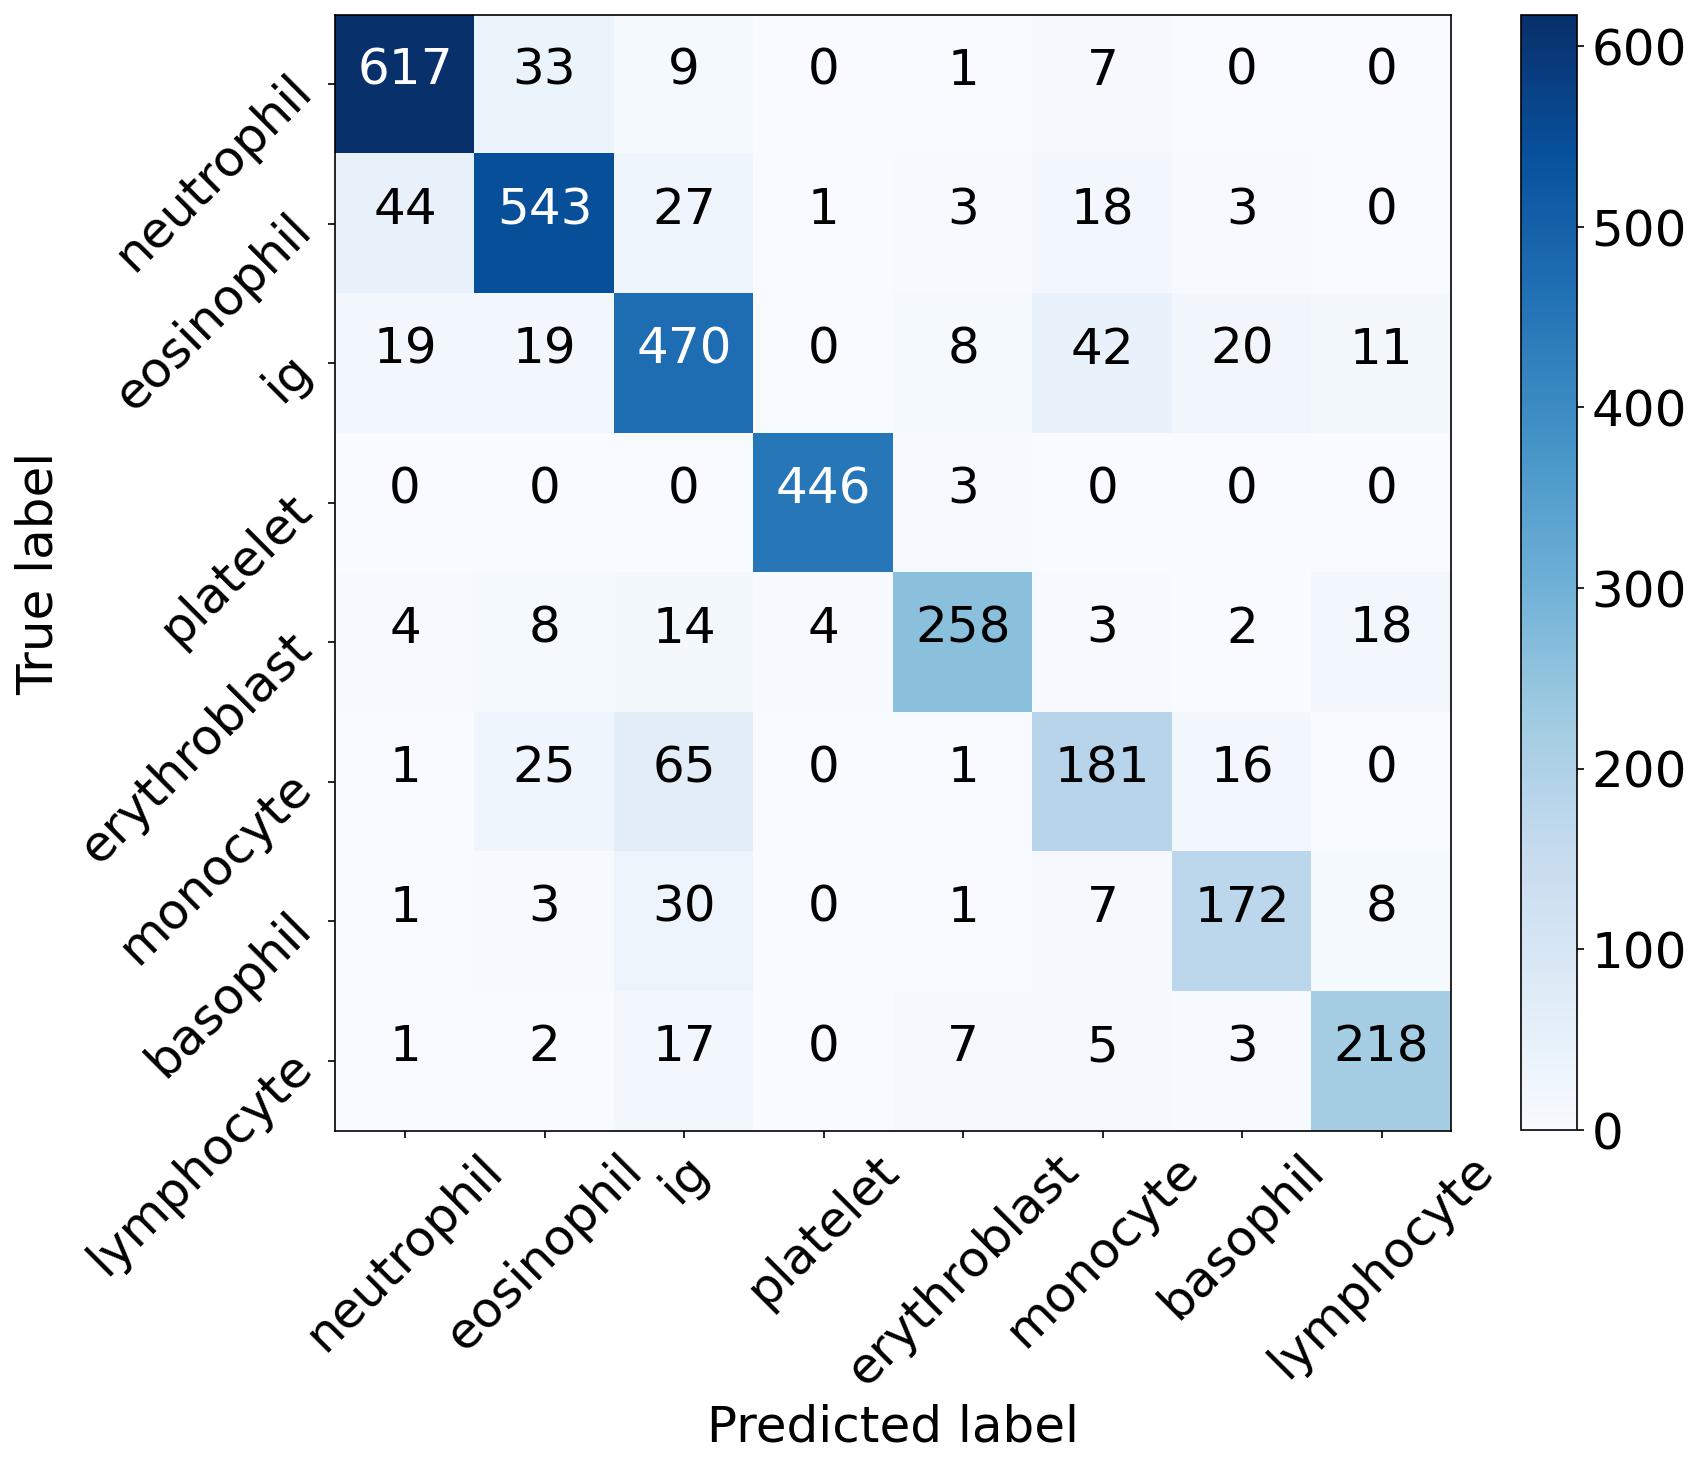 617 33 9 0 1 7 0 0
44 543 27 1 3 18 3 0
19 19 470 0 8 42 20 11
0 0 0 446 3 0 0 0
4 8 14 4 258 3 2 18
1 25 65 0 1 181 16 0
1 3 30 0 1 7 172 8
1 2 17 0 7 5 3 218
neutrophil
eosinophil
ig
platelet
erythroblast
monocyte
basophil
lymphocyte
True label
neutrophil
eosinophil
ig
platelet
erythroblast
monocyte
basophil
lymphocyte
Predicted label
600
500
400
300
200
100
0